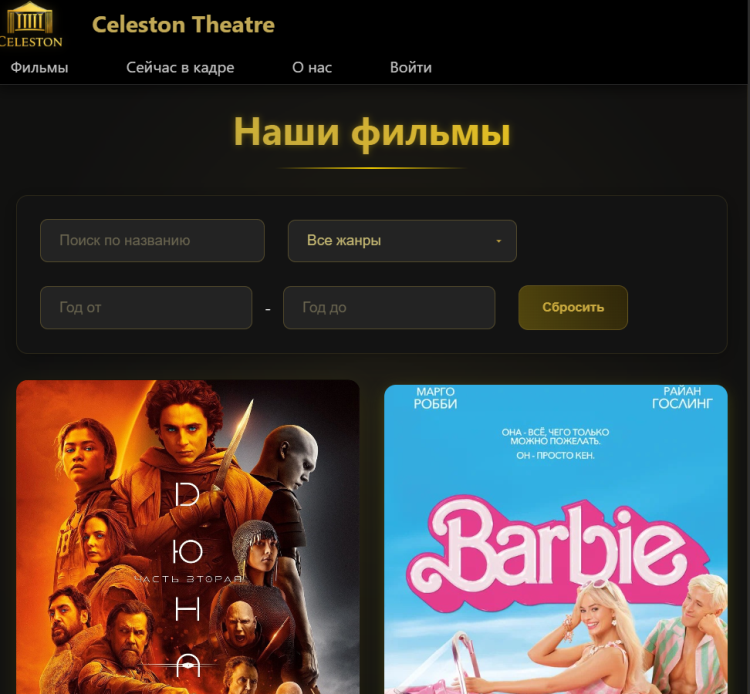 CELESTON
Celeston Theatre
Фильмы Сейчас в кадре О нас Войти
Наши фильмы
Поиск по названию Все жанры
Год от - Год до Сбросить
ДЮНА
ЧАСТЬ ВТОРАЯ
МАРГО
РОББИ
РАЙАН
ГОСЛИНГ
ОНА - ВСЁ, ЧЕГО ТОЛЬКО
МОЖНО ПОЖЕЛАТЬ.
ОН - ПРОСТО КЕН.
Barbie